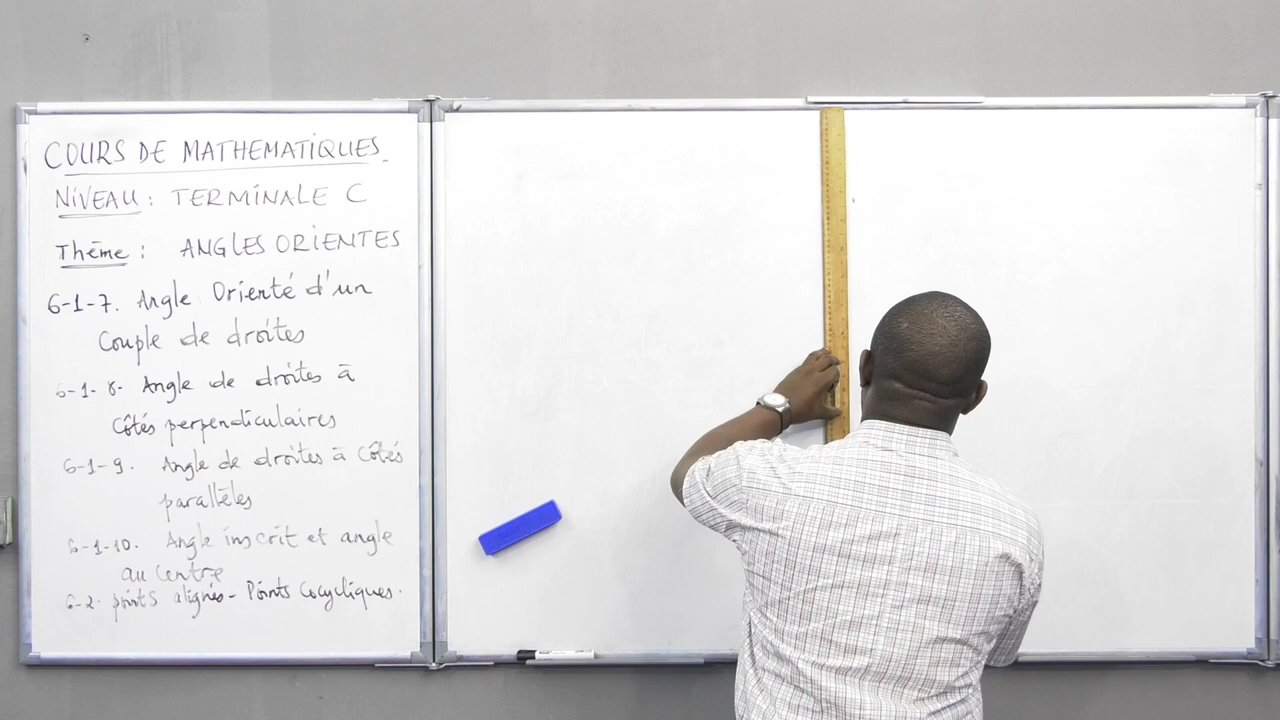 COURS DE MATHEMATIQUES.
NIVEAU : TERMINALE C
Thème : ANGLES ORIENTES
6-1-7. Angle Orienté d'un
Couple de droites
6-1-8- Angle de droites à
Côtés perpendiculaires
6-1-9. Angle de droites à Côtés
parallèles
6-1-10. Angle inscrit et angle
au Centre
6-2. points alignés - Points Cocycliques.